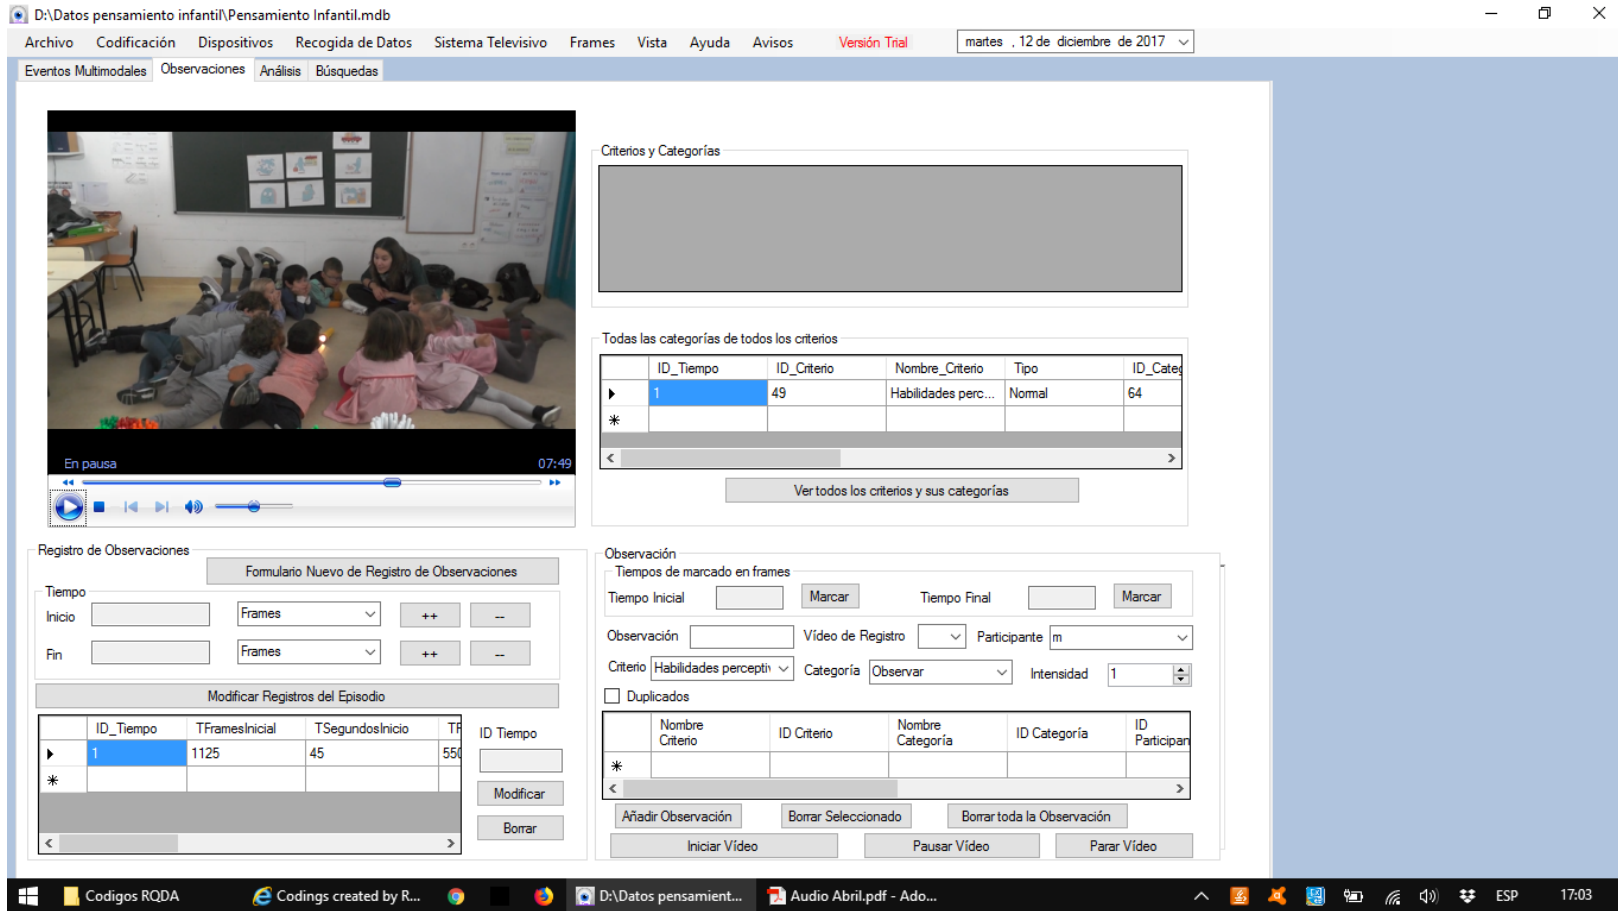 D:\Datos pensamiento infantil\Pensamiento Infantil.mdb
Archivo Codificación Dispositivos Recogida de Datos Sistema Televisivo Frames Vista Ayuda Avisos Versión Trial martes , 12 de diciembre de 2017
Eventos Multimodales Observaciones Análisis Búsquedas
Criterios y Categorías
Todas las categorías de todos los criterios
ID_Tiempo ID_Criterio Nombre_Criterio Tipo ID_Categ
1 49 Habilidades perc... Normal 64
En pausa 07:49
Ver todos los criterios y sus categorías
Registro de Observaciones
Formulario Nuevo de Registro de Observaciones
Tiempo
Inicio Frames ++ --
Fin Frames ++ --
Modificar Registros del Episodio
ID_Tiempo TFramesInicial TSegundosInicio TF
1 1125 45 550
ID Tiempo
Modificar
Borrar
Observación
Tiempos de marcado en frames
Tiempo Inicial Marcar Tiempo Final Marcar
Observación Vídeo de Registro Participante m
Criterio Habilidades perceptiv Categoría Observar Intensidad 1
Duplicados
Nombre Criterio ID Criterio Nombre Categoría ID Categoría ID Participan
Añadir Observación Borrar Seleccionado Borrar toda la Observación
Iniciar Vídeo Pausar Vídeo Parar Vídeo
Codigos RQDA Codings created by R... D:\Datos pensamient... Audio Abril.pdf - Ado... ESP 17:03